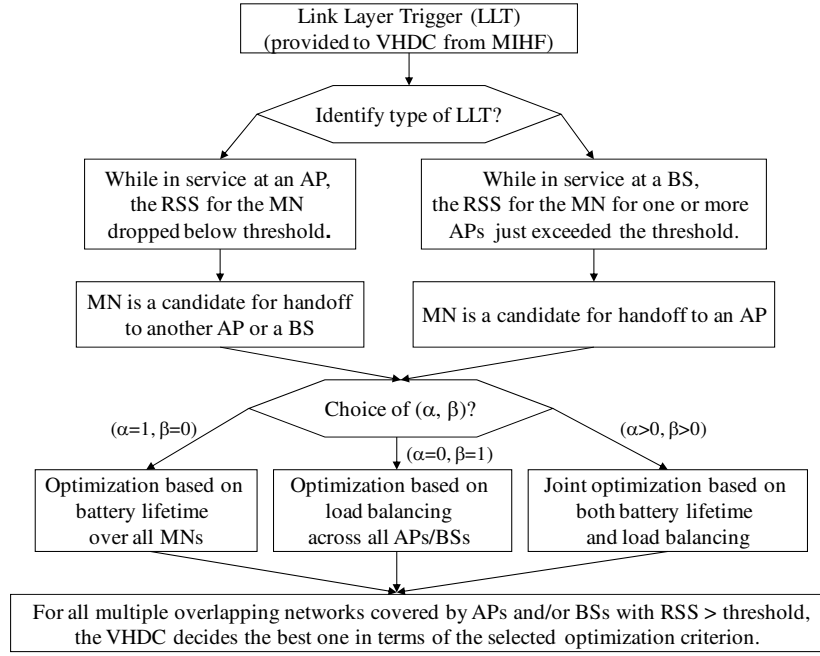 Link Layer Trigger (LLT)
(provided to VHDC from MIHF)
Identify type of LLT?
While in service at an AP,
the RSS for the MN
dropped below threshold.
While in service at a BS,
the RSS for the MN for one or more
APs just exceeded the threshold.
MN is a candidate for handoff
to another AP or a BS
MN is a candidate for handoff to an AP
Choice of (α, β)?
(α=1, β=0)
(α=0, β=1)
(α>0, β>0)
Optimization based on
battery lifetime
over all MNs
Optimization based on
load balancing
across all APs/BSs
Joint optimization based on
both battery lifetime
and load balancing
For all multiple overlapping networks covered by APs and/or BSs with RSS > threshold,
the VHDC decides the best one in terms of the selected optimization criterion.